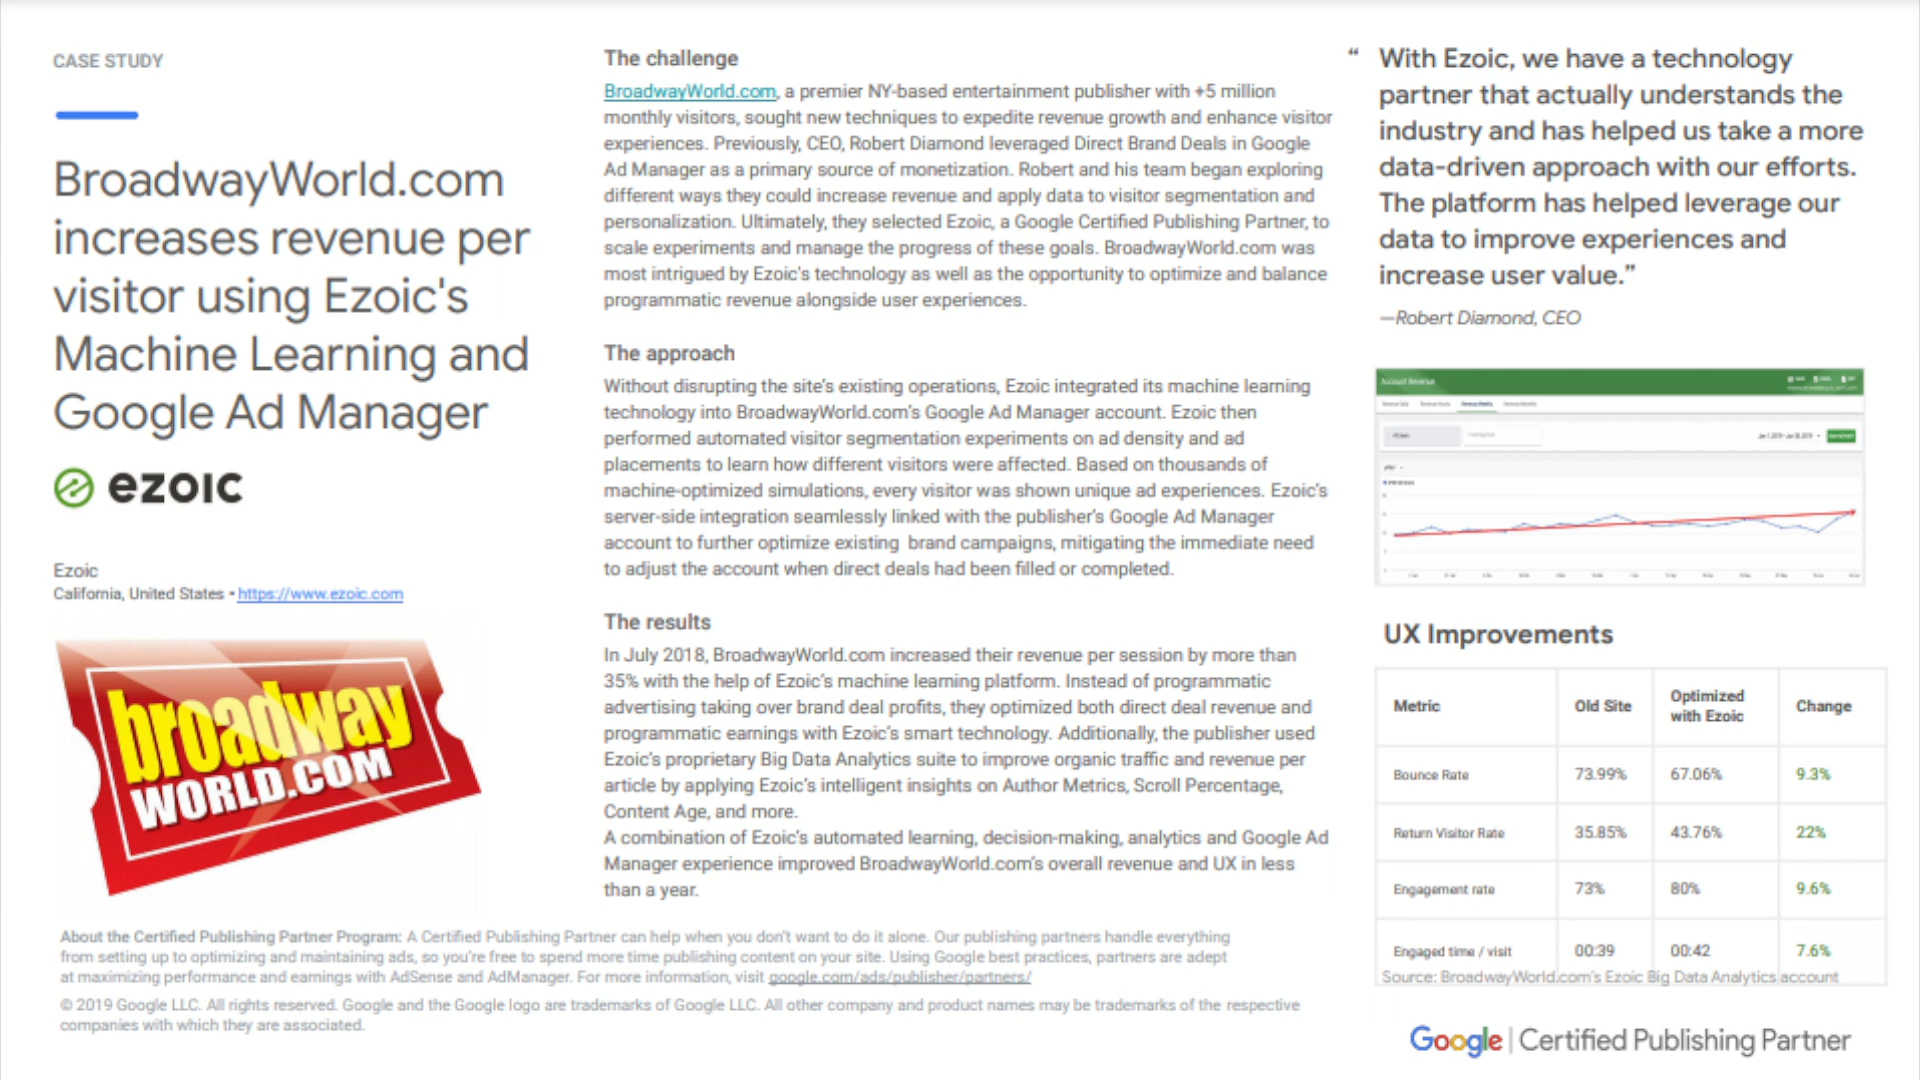 CASE STUDY
BroadwayWorld.com
increases revenue per
visitor using Ezoic's
Machine Learning and
Google Ad Manager
ezoic
Ezoic
California, United States • https://www.ezoic.com
broadway
WORLD.COM
The challenge
BroadwayWorld.com, a premier NY-based entertainment publisher with +5 million
monthly visitors, sought new techniques to expedite revenue growth and enhance visitor
experiences. Previously, CEO, Robert Diamond leveraged Direct Brand Deals in Google
Ad Manager as a primary source of monetization. Robert and his team began exploring
different ways they could increase revenue and apply data to visitor segmentation and
personalization. Ultimately, they selected Ezoic, a Google Certified Publishing Partner, to
scale experiments and manage the progress of these goals. BroadwayWorld.com was
most intrigued by Ezoic's technology as well as the opportunity to optimize and balance
programmatic revenue alongside user experiences.
The approach
Without disrupting the site's existing operations, Ezoic integrated its machine learning
technology into BroadwayWorld.com's Google Ad Manager account. Ezoic then
performed automated visitor segmentation experiments on ad density and ad
placements to learn how different visitors were affected. Based on thousands of
machine-optimized simulations, every visitor was shown unique ad experiences. Ezoic's
server-side integration seamlessly linked with the publisher's Google Ad Manager
account to further optimize existing  brand campaigns, mitigating the immediate need
to adjust the account when direct deals had been filled or completed.
The results
In July 2018, BroadwayWorld.com increased their revenue per session by more than
35% with the help of Ezoic's machine learning platform. Instead of programmatic
advertising taking over brand deal profits, they optimized both direct deal revenue and
programmatic earnings with Ezoic's smart technology. Additionally, the publisher used
Ezoic's proprietary Big Data Analytics suite to improve organic traffic and revenue per
article by applying Ezoic's intelligent insights on Author Metrics, Scroll Percentage,
Content Age, and more.
A combination of Ezoic's automated learning, decision-making, analytics and Google Ad
Manager experience improved BroadwayWorld.com's overall revenue and UX in less
than a year.
“ With Ezoic, we have a technology
partner that actually understands the
industry and has helped us take a more
data-driven approach with our efforts.
The platform has helped leverage our
data to improve experiences and
increase user value.”
—Robert Diamond, CEO
Account Revenue
UX Improvements
Metric Old Site Optimized with Ezoic Change
Bounce Rate 73.99% 67.06% 9.3%
Return Visitor Rate 35.85% 43.76% 22%
Engagement rate 73% 80% 9.6%
Engaged time / visit 00:39 00:42 7.6%
Source: BroadwayWorld.com's Ezoic Big Data Analytics account
About the Certified Publishing Partner Program: A Certified Publishing Partner can help when you don't want to do it alone. Our publishing partners handle everything
from setting up to optimizing and maintaining ads, so you're free to spend more time publishing content on your site. Using Google best practices, partners are adept
at maximizing performance and earnings with AdSense and AdManager. For more information, visit google.com/ads/publisher/partners/
© 2019 Google LLC. All rights reserved. Google and the Google logo are trademarks of Google LLC. All other company and product names may be trademarks of the respective
companies with which they are associated.
Google | Certified Publishing Partner